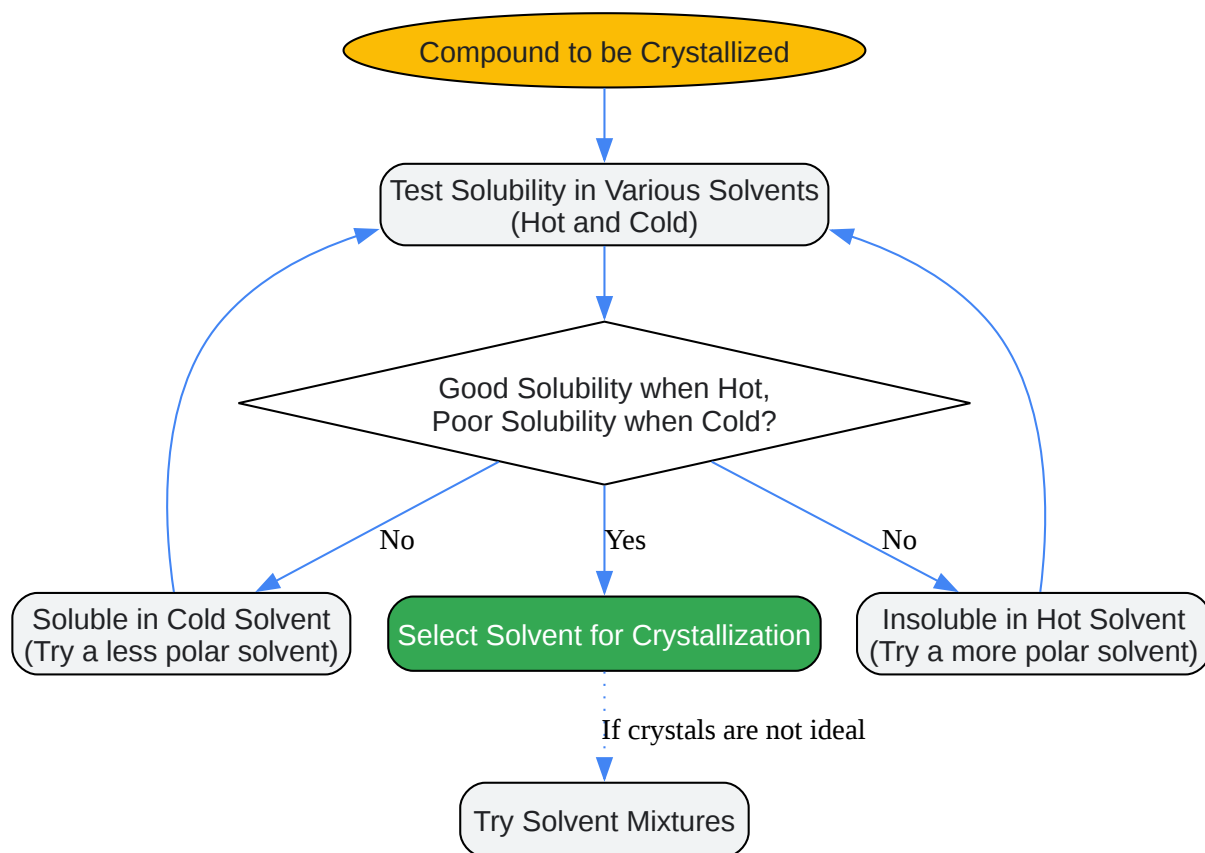 Compound to be Crystallized
Test Solubility in Various Solvents
(Hot and Cold)
Good Solubility when Hot,
Poor Solubility when Cold?
No
Yes
No
Soluble in Cold Solvent
(Try a less polar solvent)
Select Solvent for Crystallization
Insoluble in Hot Solvent
(Try a more polar solvent)
If crystals are not ideal
Try Solvent Mixtures